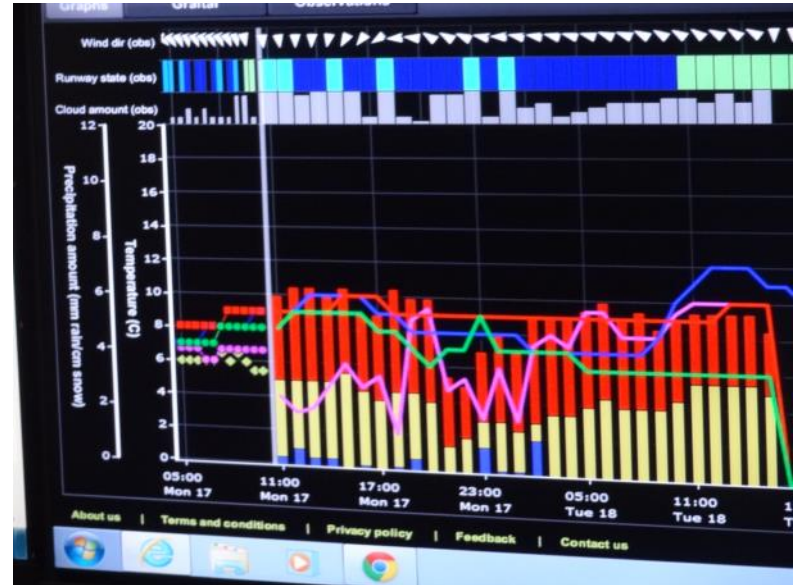 Graphs Graftaf Observations
Wind dir (obs)
Runway state (obs)
Cloud amount (obs)
12 20
18
10 16
14
8 12
6 10
8
4 6
4
2 2
0 0
Precipitation amount (mm rain/cm snow)
Temperature (C)
05:00 11:00 17:00 23:00 05:00 11:00 1
Mon 17 Mon 17 Mon 17 Mon 17 Tue 18 Tue 18 T
About us | Terms and conditions | Privacy policy | Feedback | Contact us